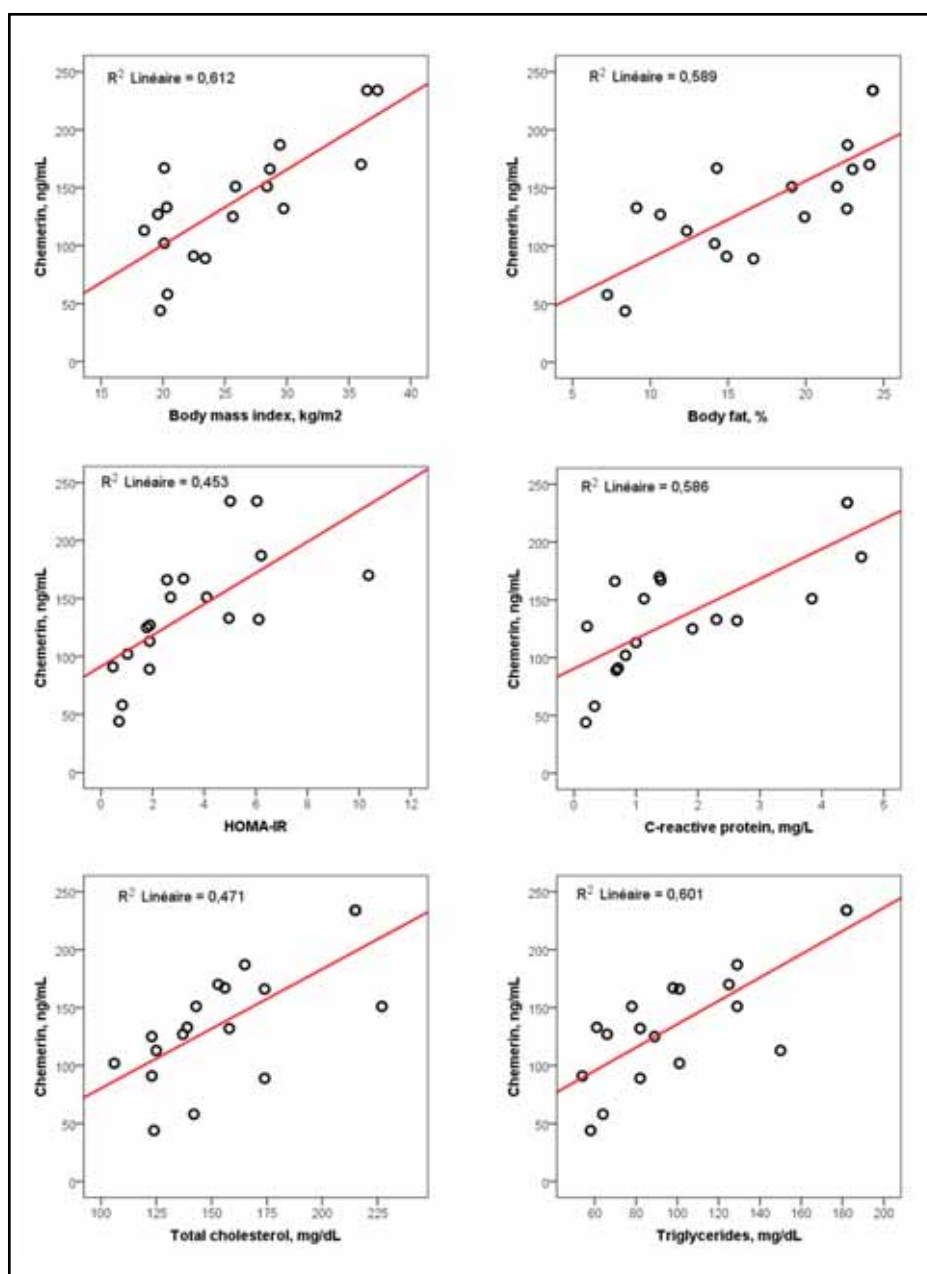 R² Linéaire = 0,612
250
200
150
100
50
0
Chemerin, ng/mL
15 20 25 30 35 40
Body mass index, kg/m2
R² Linéaire = 0,589
250
200
150
100
50
0
Chemerin, ng/mL
5 10 15 20 25
Body fat, %
R² Linéaire = 0,453
250
200
150
100
50
0
Chemerin, ng/mL
0 2 4 6 8 10 12
HOMA-IR
R² Linéaire = 0,586
250
200
150
100
50
0
Chemerin, ng/mL
0 1 2 3 4 5
C-reactive protein, mg/L
R² Linéaire = 0,471
250
200
150
100
50
0
Chemerin, ng/mL
100 125 150 175 200 225
Total cholesterol, mg/dL
R² Linéaire = 0,601
250
200
150
100
50
0
Chemerin, ng/mL
60 80 100 120 140 160 180 200
Triglycerides, mg/dL